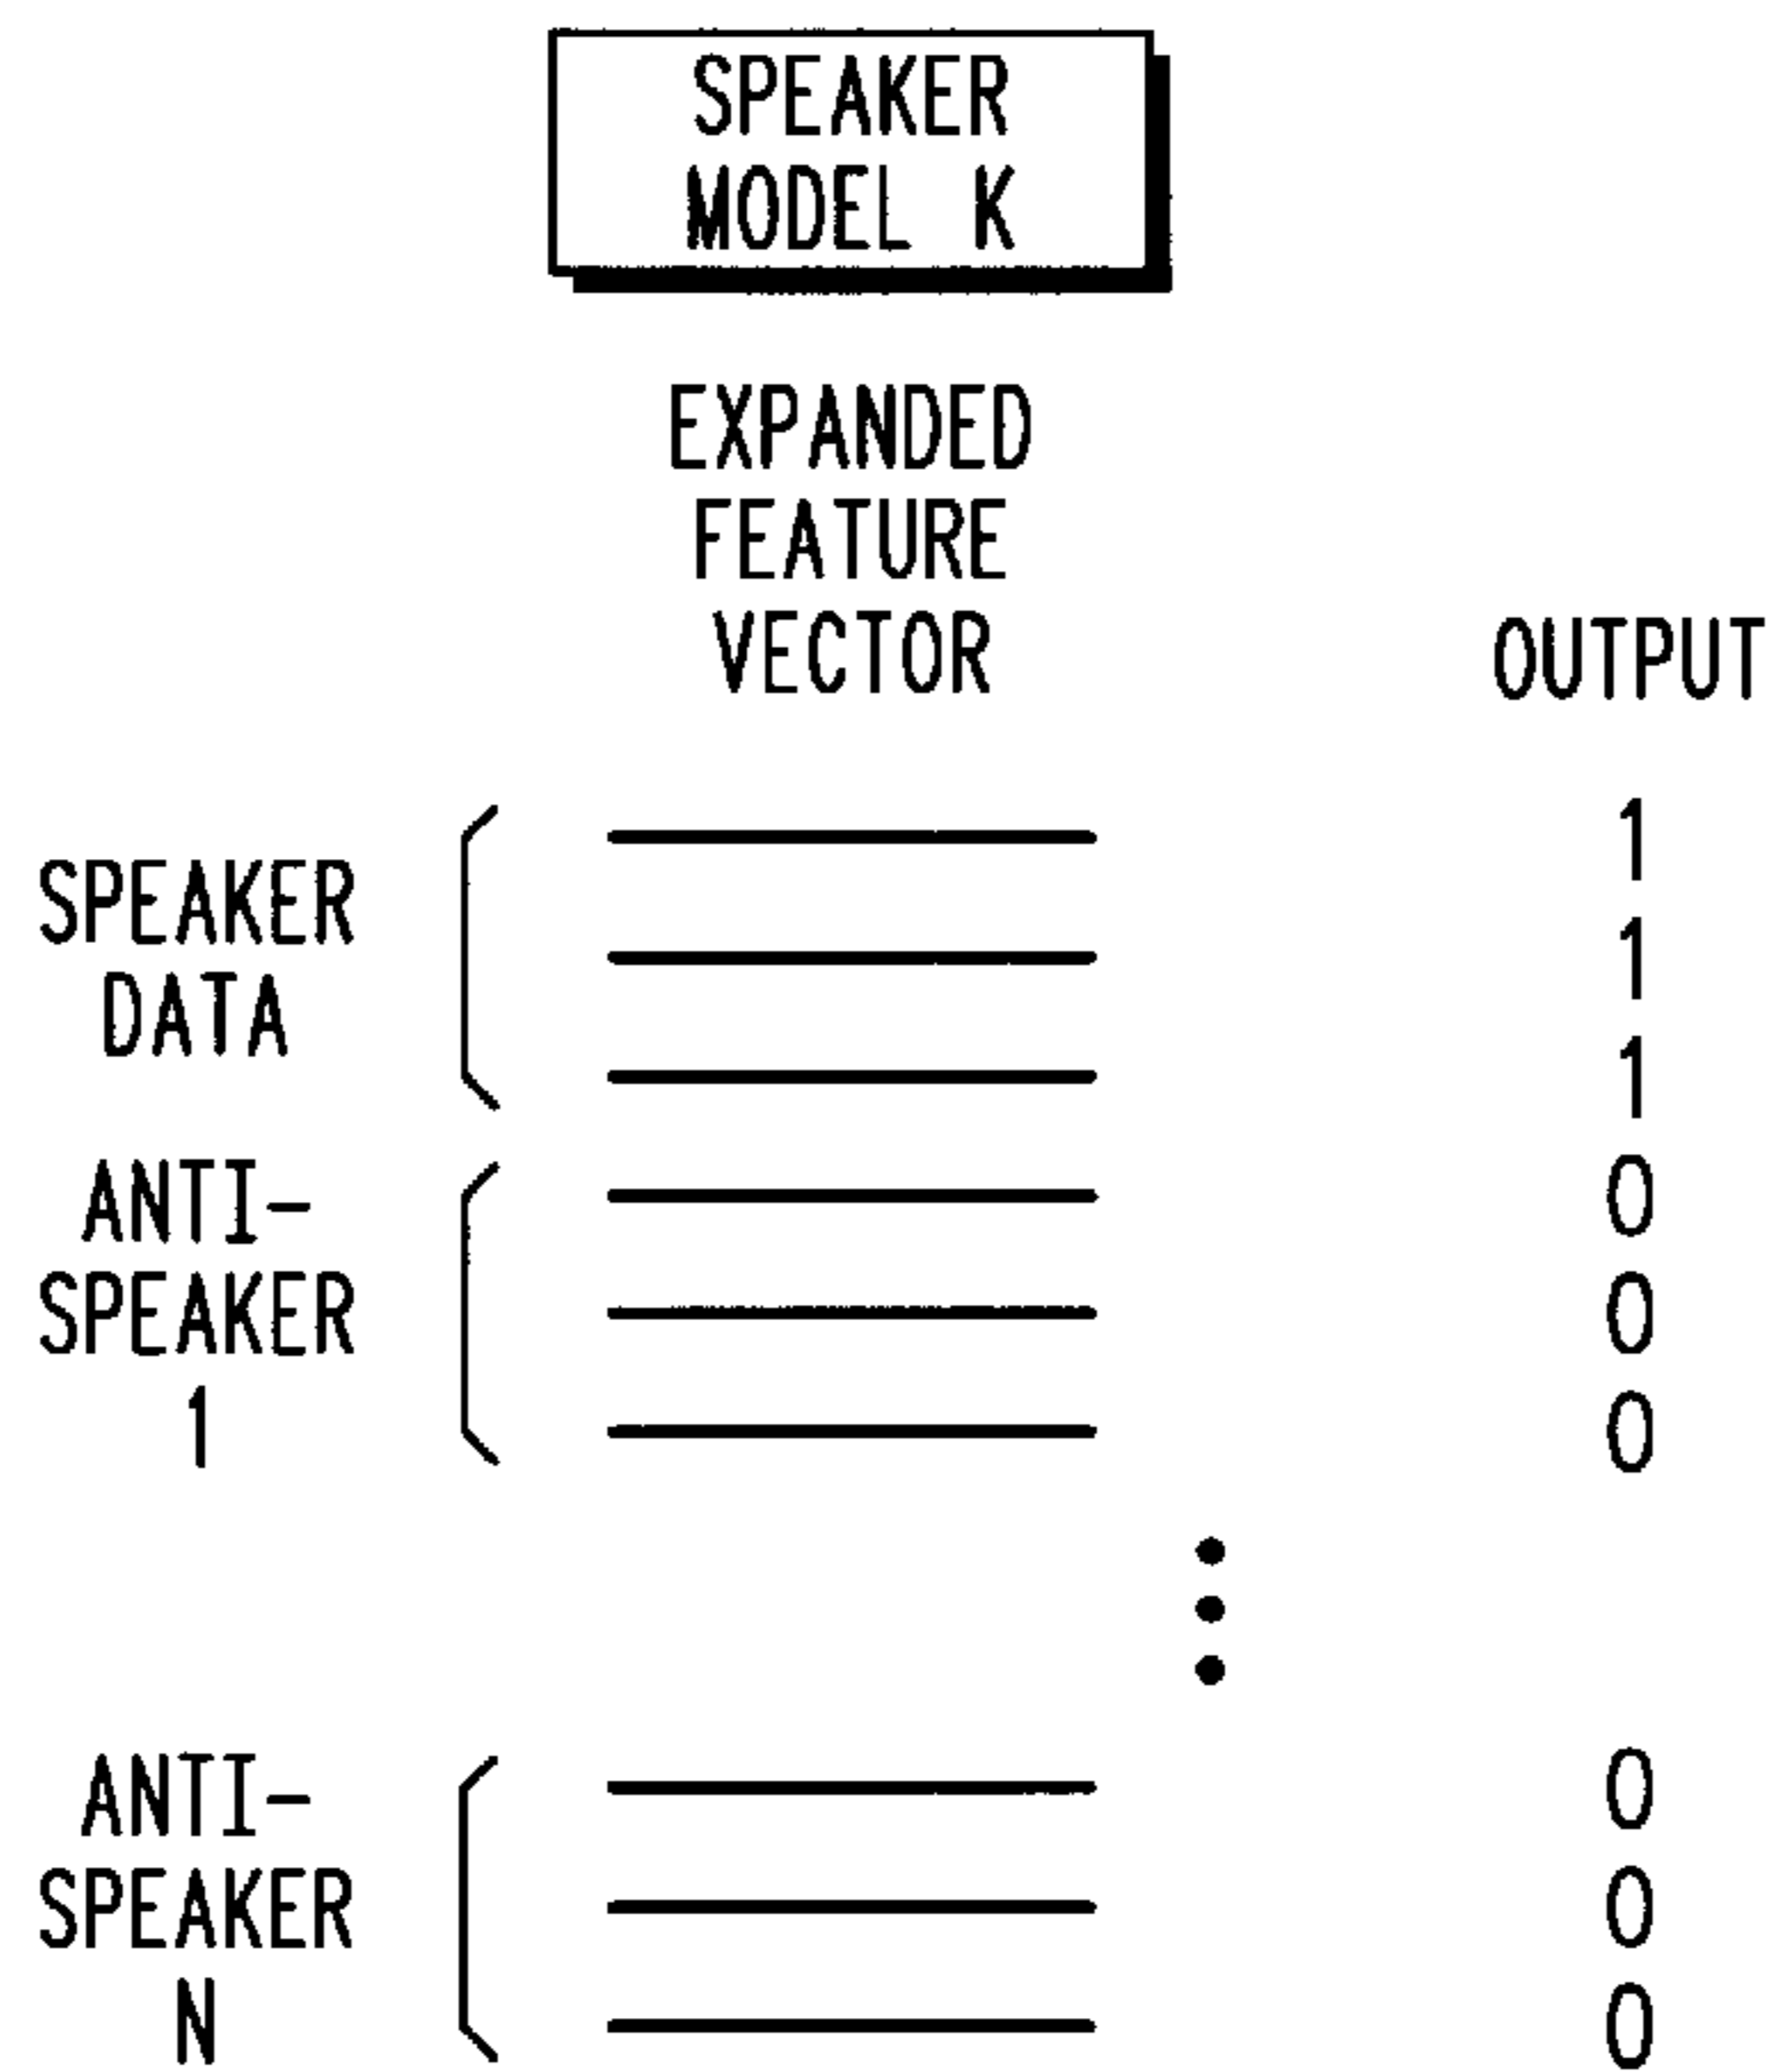 SPEAKER
MODEL K
EXPANDED
FEATURE
VECTOR
OUTPUT
SPEAKER
DATA
1
1
1
ANTI-
SPEAKER
1
0
0
0
ANTI-
SPEAKER
N
0
0
0